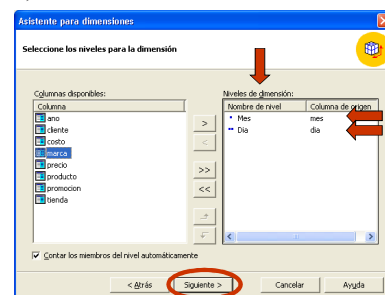 Asistente para dimensiones
Seleccione los niveles para la dimensión
Columnas disponibles:
Columna
ano
cliente
costo
marca
precio
producto
promocion
tienda
>
<
>>
<<
Niveles de dimensión:
Nombre de nivel Columna de origen
Mes mes
Dia dia
Contar los miembros del nivel automáticamente
< Atrás Siguiente > Cancelar Ayuda